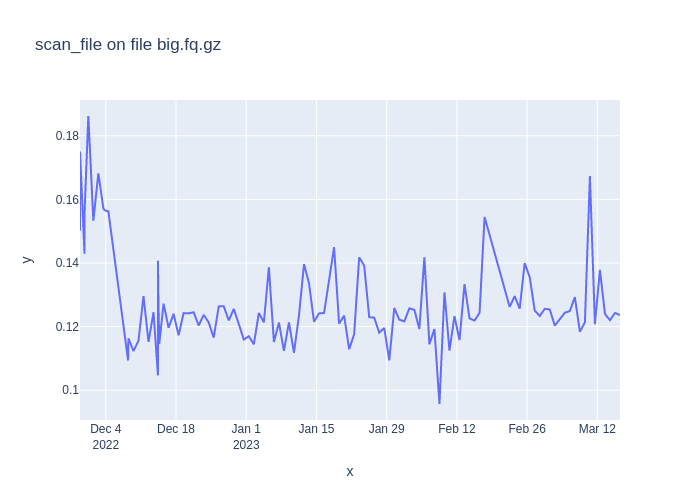 scan_file on file big.fq.gz
0.18
0.16
0.14
0.12
0.1
y
Dec 4
2022
Dec 18
Jan 1
2023
Jan 15
Jan 29
Feb 12
Feb 26
Mar 12
x